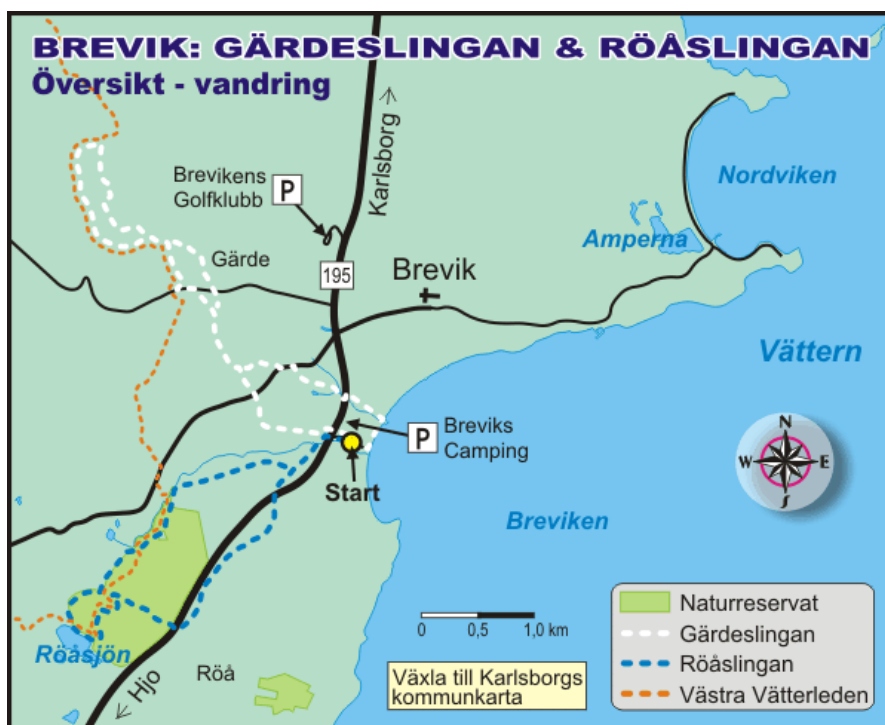 BREVIK: GÄRDESLINGAN & RÖÅSLINGAN
Översikt - vandring
Karlsborg
Brevikens
Golfklubb
P
Nordviken
Amperna
Gärde
195
Brevik
Vättern
P
Breviks
Camping
Start
N
W
E
S
Breviken
Röåsjön
Hjo
Röå
0
0,5
1,0 km
Växla till Karlsborgs
kommunkarta
Naturreservat
Gärdeslingan
Röåslingan
Västra Vätterleden